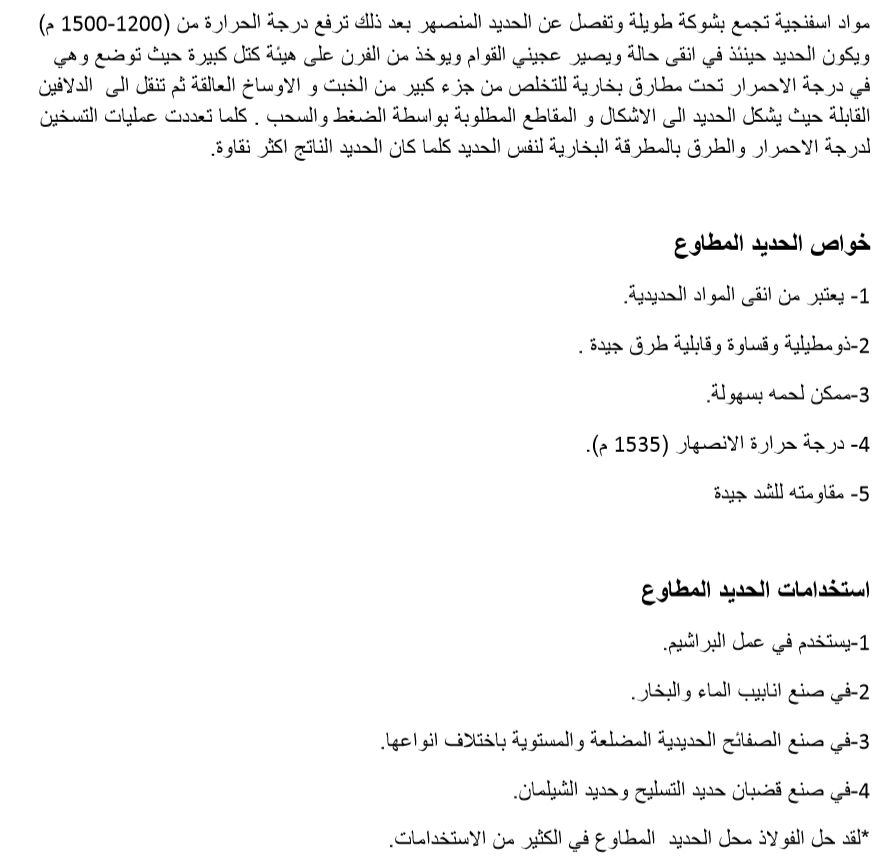 مواد اسفنجية تجمع بشوكة طويلة وتفصل عن الحديد المنصهر بعد ذلك ترفع درجة الحرارة من (1200-1500 م)
ويكون الحديد حينئذ في انقى حالة ويصير عجيني القوام ويوخذ من الفرن على هيئة كتل كبيرة حيث توضع وهي
في درجة الاحمرار تحت مطارق بخارية للتخلص من جزء كبير من الخبت و الاوساخ العالقة ثم تنقل الى الدلافين
القابلة حيث يشكل الحديد الى الاشكال و المقاطع المطلوبة بواسطة الضغط والسحب . كلما تعددت عمليات التسخين
لدرجة الاحمرار والطرق بالمطرقة البخارية لنفس الحديد كلما كان الحديد الناتج اكثر نقاوة.
خواص الحديد المطاوع
1- يعتبر من انقى المواد الحديدية.
2-ذومطيلية وقساوة وقابلية طرق جيدة .
3-ممكن لحمه بسهولة.
4- درجة حرارة الانصهار (1535 م).
5- مقاومته للشد جيدة
استخدامات الحديد المطاوع
1-يستخدم في عمل البراشيم.
2-في صنع انابيب الماء والبخار.
3-في صنع الصفائح الحديدية المضلعة والمستوية باختلاف انواعها.
4-في صنع قضبان حديد التسليح وحديد الشيلمان.
*لقد حل الفولاذ محل الحديد المطاوع في الكثير من الاستخدامات.